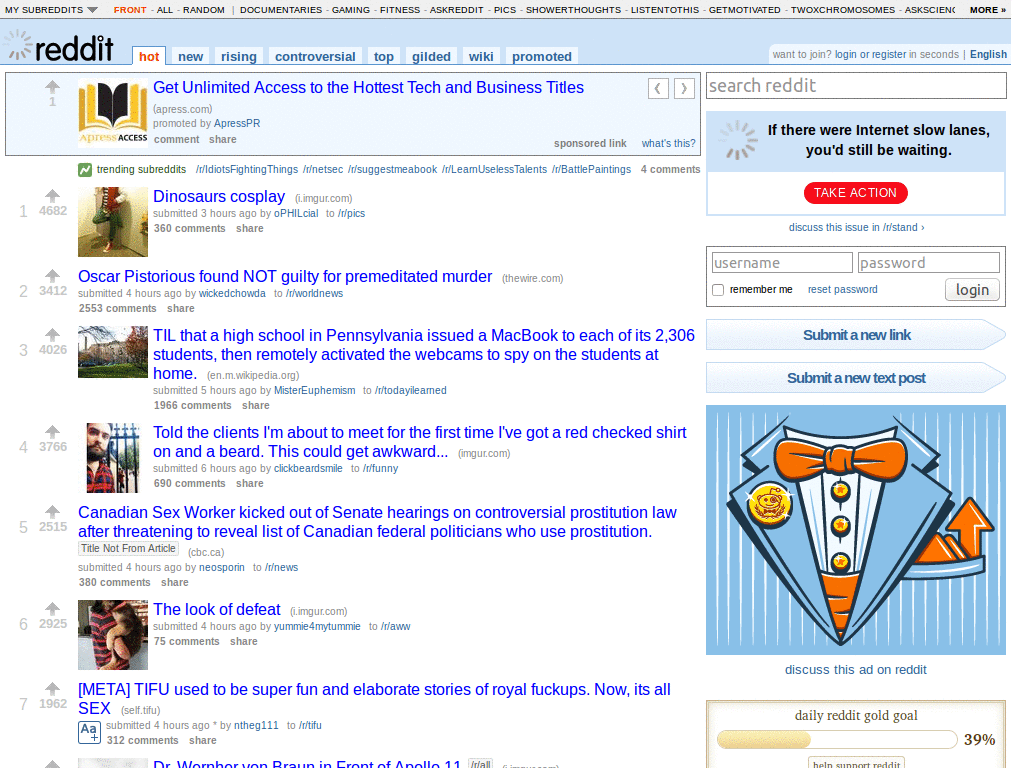 MY SUBREDDITS FRONT - ALL - RANDOM | DOCUMENTARIES - GAMING - FITNESS - ASKREDDIT - PICS - SHOWERTHOUGHTS - LISTENTOTHIS - GETMOTIVATED - TWOXCHROMOSOMES - ASKSCIENC MORE »
reddit hot new rising controversial top gilded wiki promoted
want to join? login or register in seconds | English
1
Get Unlimited Access to the Hottest Tech and Business Titles
(apress.com)
promoted by ApressPR
comment share
Apress ACCESS
sponsored link what's this?
trending subreddits /r/IdiotsFightingThings /r/netsec /r/suggestmeabook /r/LearnUselessTalents /r/BattlePaintings 4 comments
1 4682
Dinosaurs cosplay (i.imgur.com)
submitted 3 hours ago by oPHILcial to /r/pics
360 comments share
2 3412
Oscar Pistorious found NOT guilty for premeditated murder (thewire.com)
submitted 4 hours ago by wickedchowda to /r/worldnews
2553 comments share
3 4026
TIL that a high school in Pennsylvania issued a MacBook to each of its 2,306
students, then remotely activated the webcams to spy on the students at
home. (en.m.wikipedia.org)
submitted 5 hours ago by MisterEuphemism to /r/todayilearned
1966 comments share
4 3766
Told the clients I'm about to meet for the first time I've got a red checked shirt
on and a beard. This could get awkward... (imgur.com)
submitted 6 hours ago by clickbeardsmile to /r/funny
690 comments share
5 2515
Canadian Sex Worker kicked out of Senate hearings on controversial prostitution law
after threatening to reveal list of Canadian federal politicians who use prostitution.
Title Not From Article (cbc.ca)
submitted 4 hours ago by neosporin to /r/news
380 comments share
6 2925
The look of defeat (i.imgur.com)
submitted 4 hours ago by yummie4mytummie to /r/aww
75 comments share
7 1962
[META] TIFU used to be super fun and elaborate stories of royal fuckups. Now, its all
SEX (self.tifu)
Aa submitted 4 hours ago * by ntheg111 to /r/tifu
312 comments share
Dr. Wernher von Braun in Front of Apollo 11 /r/all (i.imgur.com)
search reddit
If there were Internet slow lanes,
you'd still be waiting.
TAKE ACTION
discuss this issue in /r/stand ›
username password
remember me reset password login
Submit a new link
Submit a new text post
discuss this ad on reddit
daily reddit gold goal
39%
help support reddit